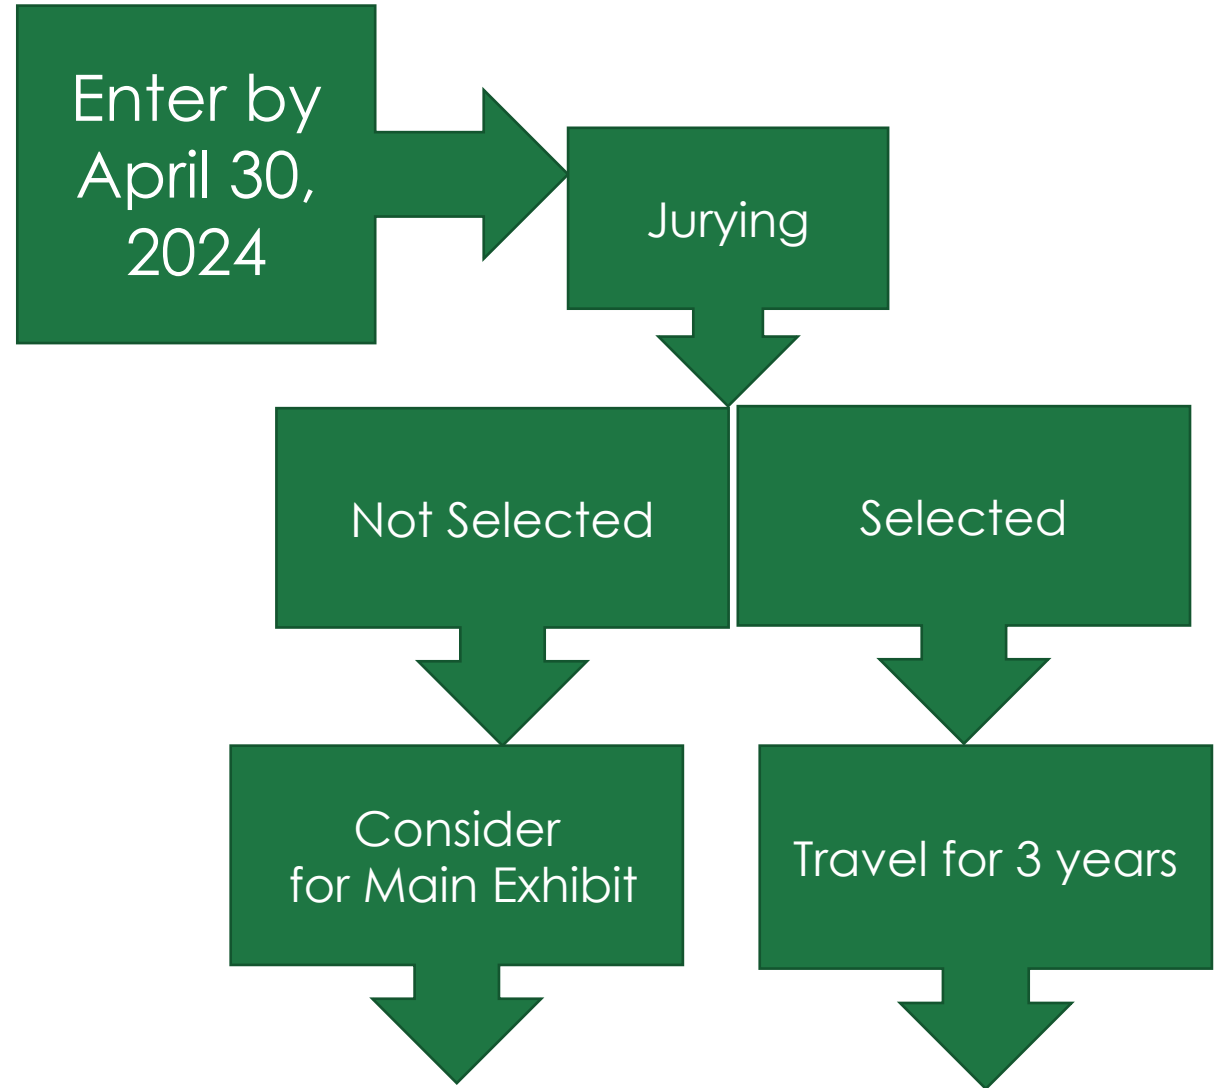 Enter by
April 30,
2024
Jurying
Not Selected
Selected
Consider
for Main Exhibit
Travel for 3 years